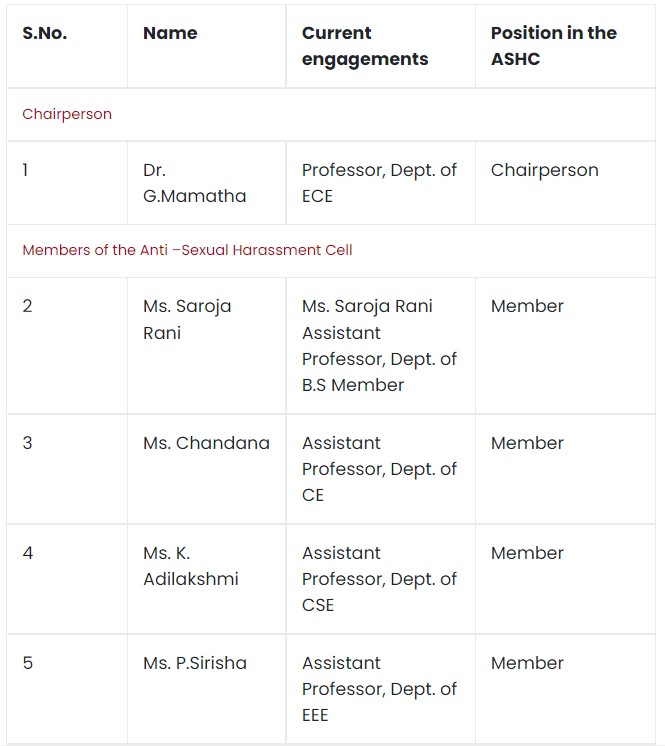 S.No. Name Current engagements Position in the ASHC
Chairperson
1 Dr. G.Mamatha Professor, Dept. of ECE Chairperson
Members of the Anti –Sexual Harassment Cell
2 Ms. Saroja Rani Ms. Saroja Rani Assistant Professor, Dept. of B.S Member Member
3 Ms. Chandana Assistant Professor, Dept. of CE Member
4 Ms. K. Adilakshmi Assistant Professor, Dept. of CSE Member
5 Ms. P.Sirisha Assistant Professor, Dept. of EEE Member